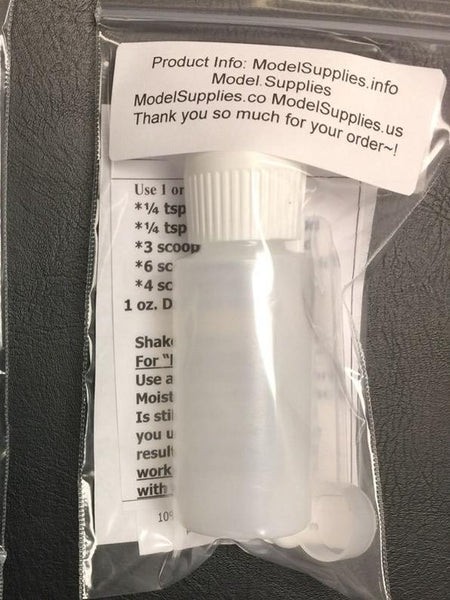 Product Info: ModelSupplies.info
Model.Supplies
ModelSupplies.co ModelSupplies.us
Thank you so much for your order~!
Use 1 or
*¼ tsp
*¼ tsp
*3 scoop
*6 sc
*4 sc
1 oz. D
Shake
For "
Use a
Moist
Is sti
you u
result
work
with
10%